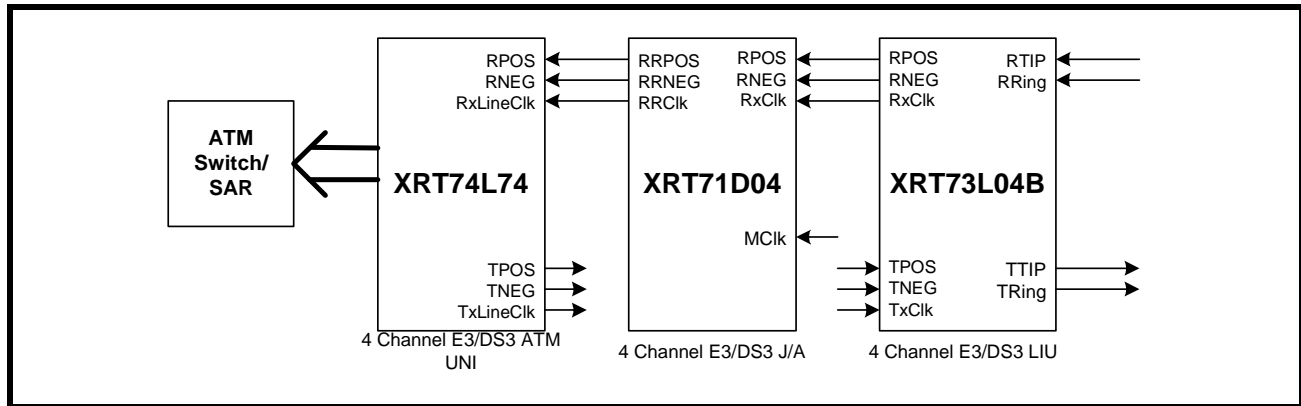 ATM
Switch/
SAR
RPOS
RNEG
RxLineClk
XRT74L74
TPOS
TNEG
TxLineClk
4 Channel E3/DS3 ATM
UNI
RRPOS RPOS
RRNEG RNEG
RRClk RxClk
XRT71D04
MClk
4 Channel E3/DS3 J/A
RPOS RTIP
RNEG RRing
RxClk
XRT73L04B
TPOS TTIP
TNEG TRing
TxClk
4 Channel E3/DS3 LIU